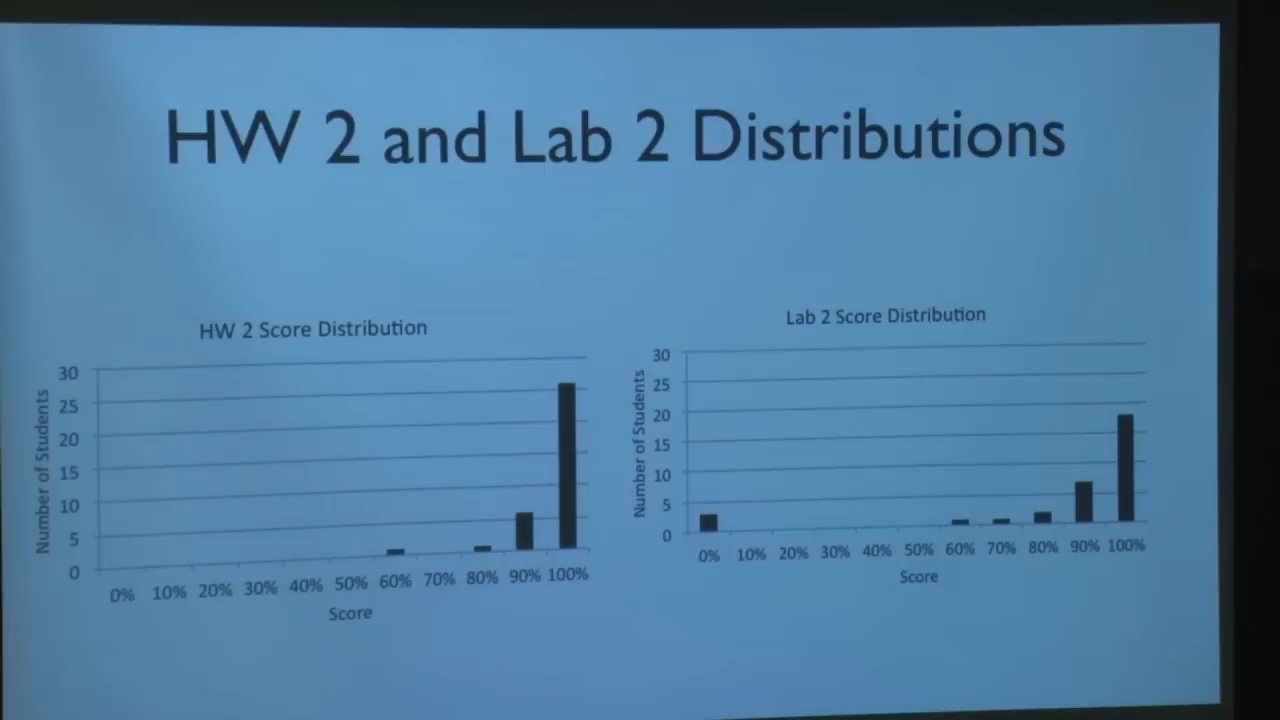 HW 2 and Lab 2 Distributions
HW 2 Score Distribution
Number of Students
30
25
20
15
10
5
0
0% 10% 20% 30% 40% 50% 60% 70% 80% 90% 100%
Score
Lab 2 Score Distribution
Number of Students
30
25
20
15
10
5
0
0% 10% 20% 30% 40% 50% 60% 70% 80% 90% 100%
Score